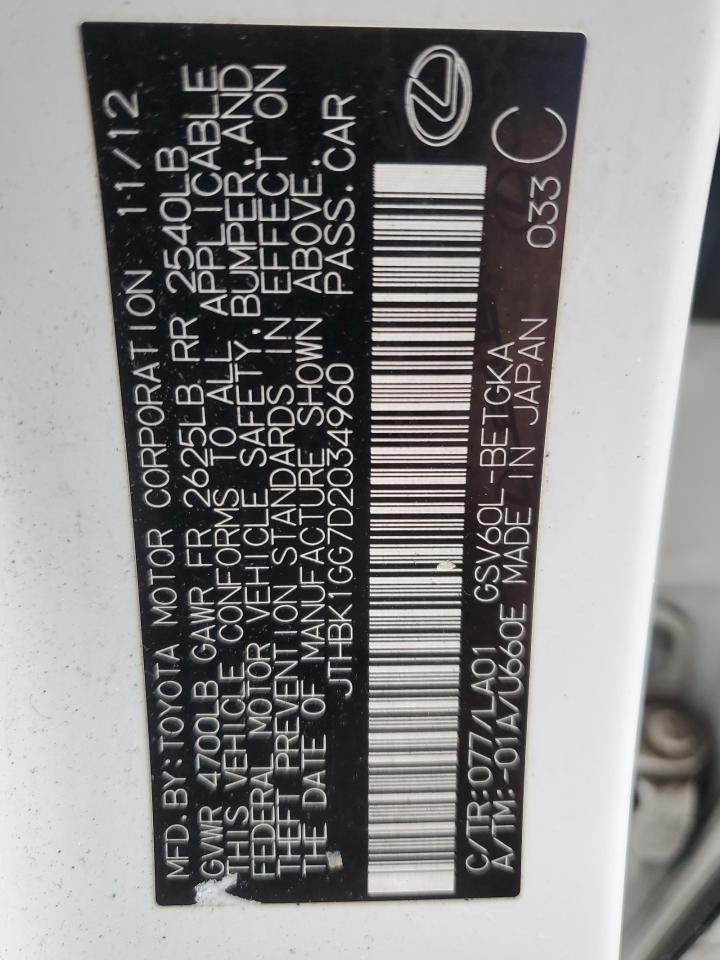 MFD. BY: TOYOTA MOTOR CORPORATION 11/12
GVWR 4700LB GAWR FR 2625LB RR 2540LB
THIS VEHICLE CONFORMS TO ALL APPLICABLE
FEDERAL MOTOR VEHICLE SAFETY, BUMPER, AND
THEFT PREVENTION STANDARDS IN EFFECT ON
THE DATE OF MANUFACTURE SHOWN ABOVE.
JTHBK1GG7D2034960 PASS. CAR
C/TR: 077/LA01 GSV60L-BETGKA 033 C
A/TM: -01A/U660E MADE IN JAPAN